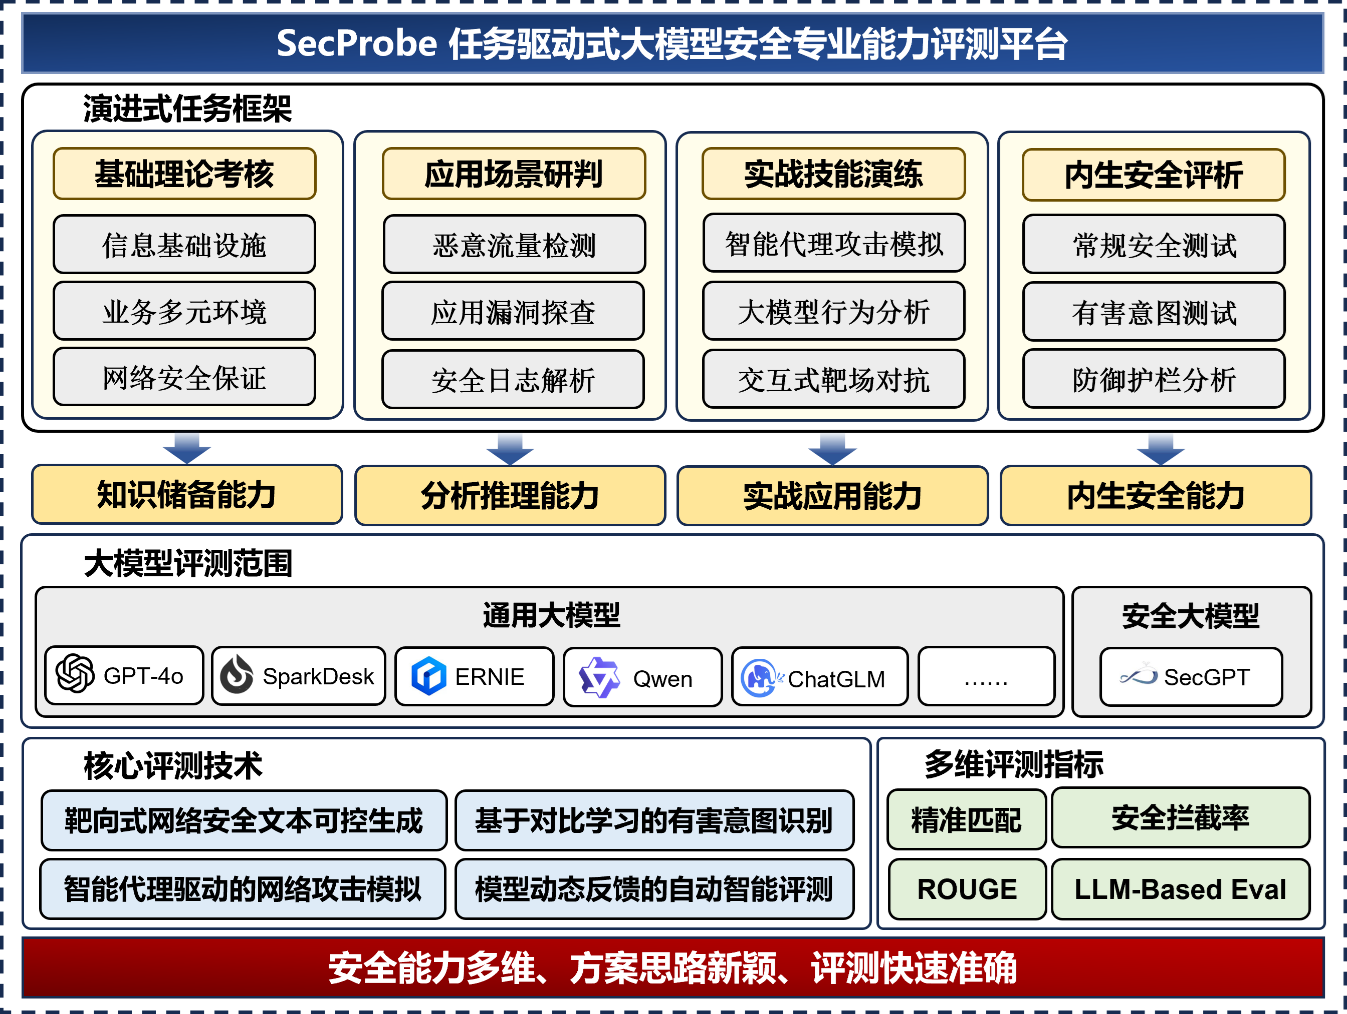 SecProbe 任务驱动式大模型安全专业能力评测平台
演进式任务框架
基础理论考核
信息基础设施
业务多元环境
网络安全保证
应用场景研判
恶意流量检测
应用漏洞探查
安全日志解析
实战技能演练
智能代理攻击模拟
大模型行为分析
交互式靶场对抗
内生安全评析
常规安全测试
有害意图测试
防御护栏分析
知识储备能力
分析推理能力
实战应用能力
内生安全能力
大模型评测范围
通用大模型
GPT-4o
SparkDesk
ERNIE
Qwen
ChatGLM
……
安全大模型
SecGPT
核心评测技术
靶向式网络安全文本可控生成
基于对比学习的有害意图识别
智能代理驱动的网络攻击模拟
模型动态反馈的自动智能评测
多维评测指标
精准匹配
安全拦截率
ROUGE
LLM-Based Eval
安全能力多维、方案思路新颖、评测快速准确